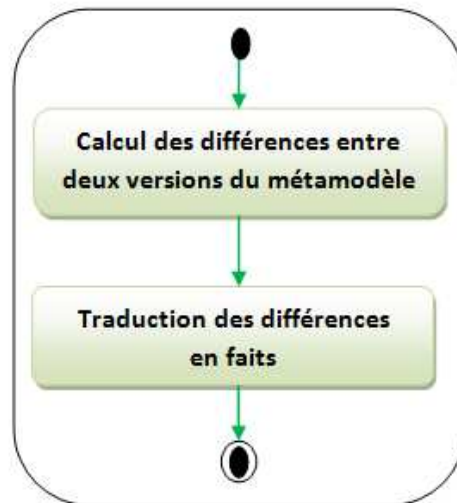 Calcul des différences entre
deux versions du métamodèle
Traduction des différences
en faits